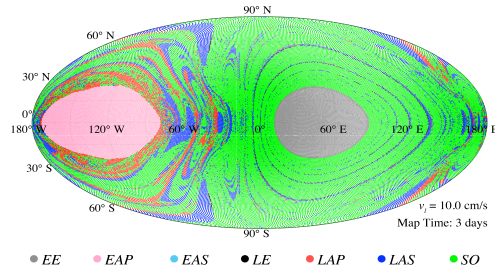 90° N
60° N
30° N
0°
180° W 120° W 60° W 0° 60° E 120° E 180° E
30° S
60° S
90° S
v_l = 10.0 cm/s
Map Time: 3 days
EE EAP EAS LE LAP LAS SO